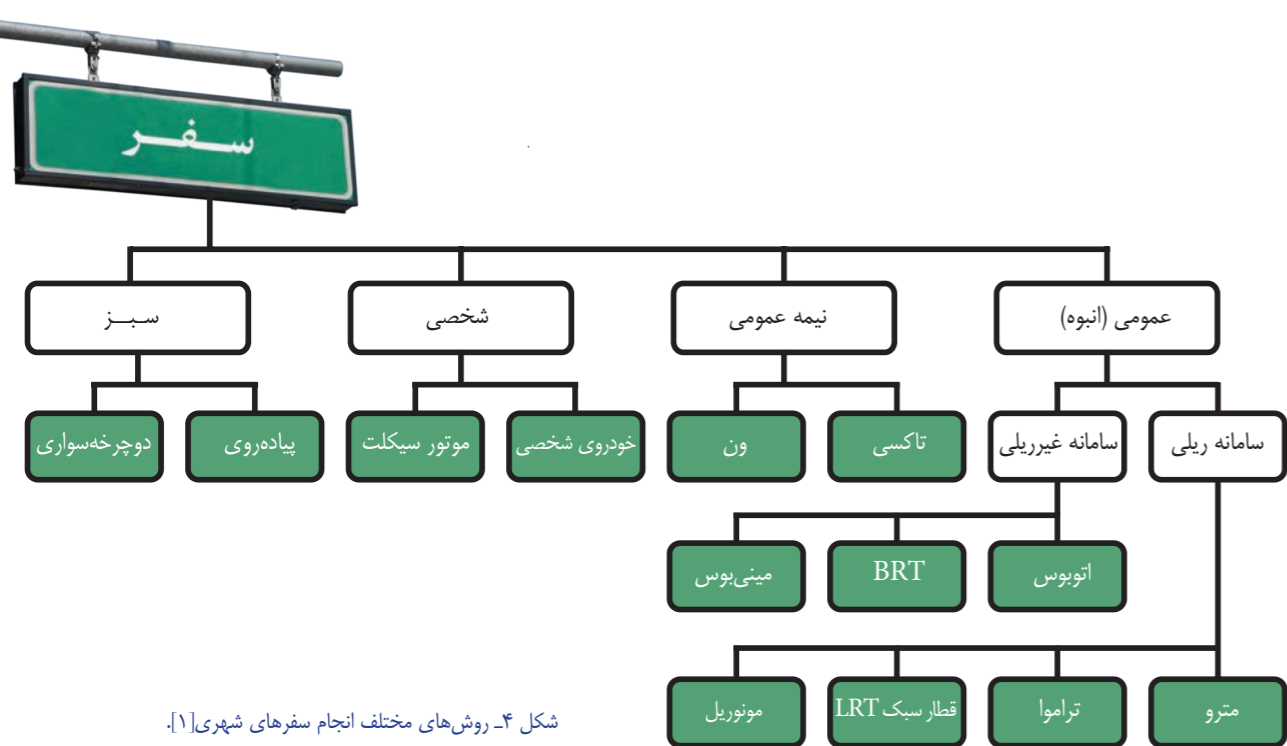 سفر
عمومی (انبوه)
نیمه عمومی
شخصی
سبز
سامانه ریلی
سامانه غیرریلی
تاکسی
ون
خودروی شخصی
موتور سیکلت
پیاده‌روی
دوچرخه‌سواری
اتوبوس
BRT
مینی‌بوس
مترو
تراموا
قطار سبک LRT
مونوریل
شکل ۴ـ روش‌های مختلف انجام سفرهای شهری[۱].